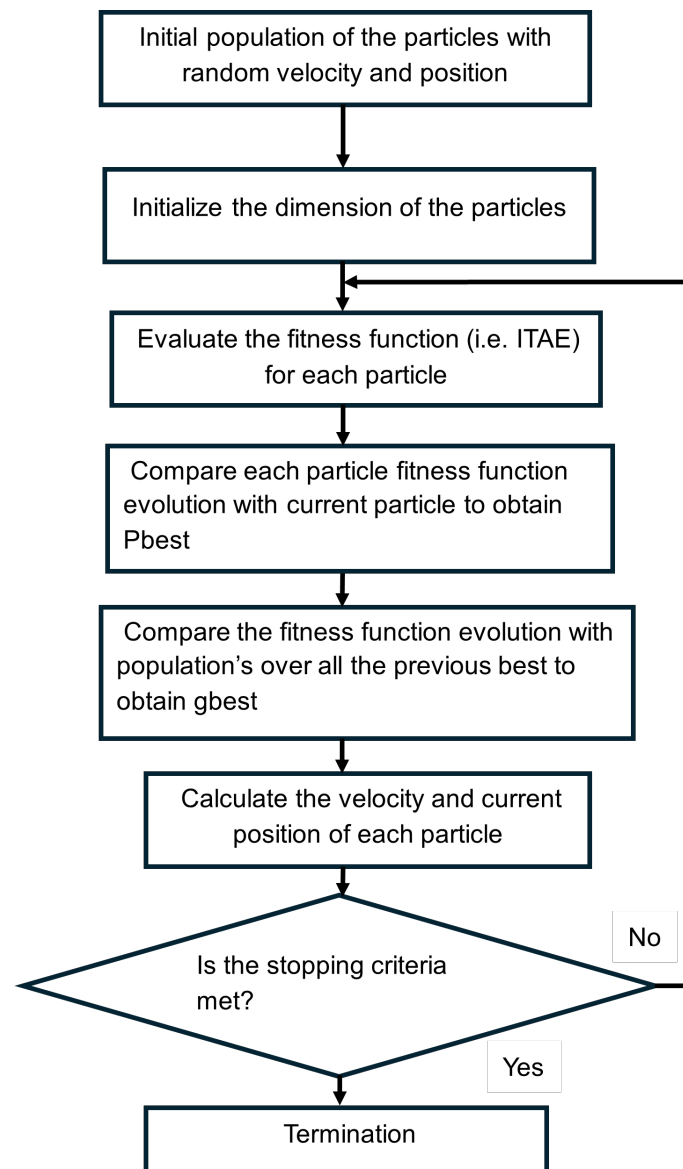 Initial population of the particles with
random velocity and position
Initialize the dimension of the particles
Evaluate the fitness function (i.e. ITAE)
for each particle
Compare each particle fitness function
evolution with current particle to obtain
Pbest
Compare the fitness function evolution with
population’s over all the previous best to
obtain gbest
Calculate the velocity and current
position of each particle
Is the stopping criteria
met?
No
Yes
Termination